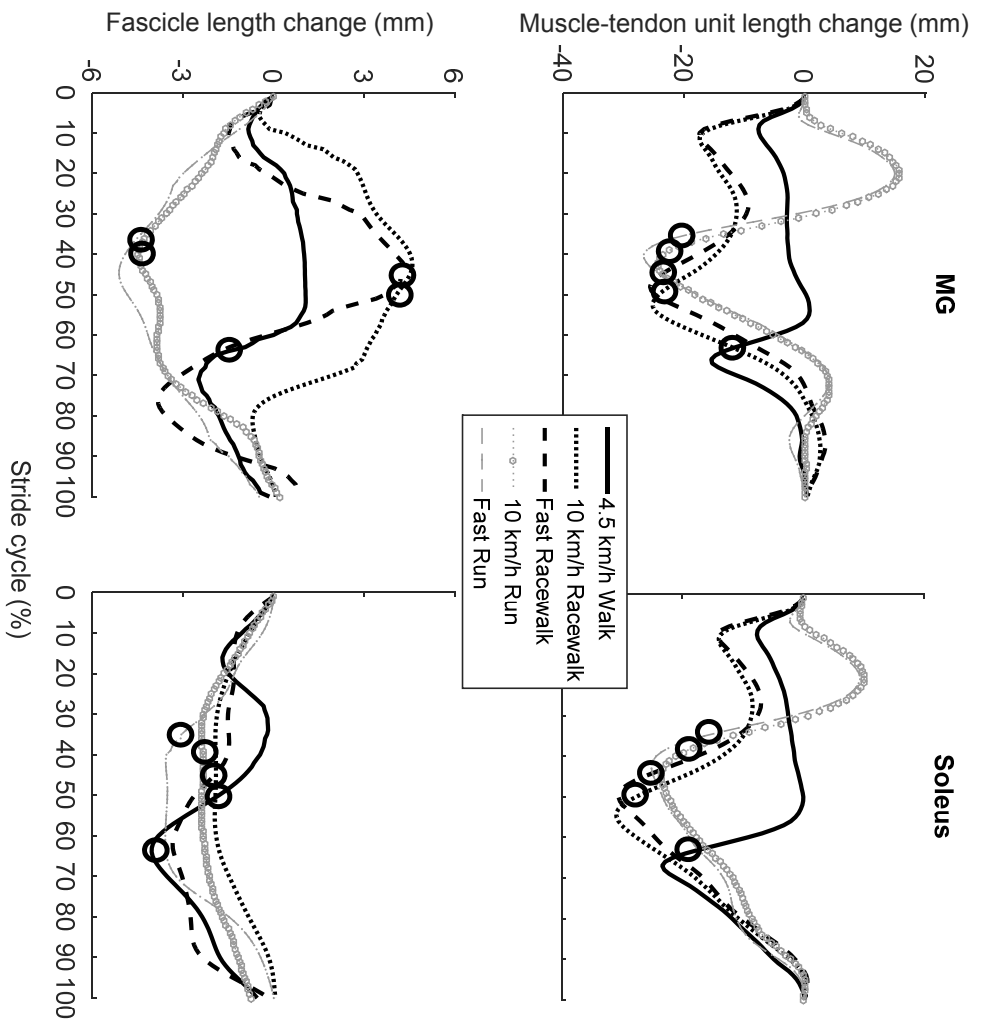 MG
Soleus
Muscle-tendon unit length change (mm)
20
0
-20
-40
4.5 km/h Walk
10 km/h Racewalk
Fast Racewalk
10 km/h Run
Fast Run
Fascicle length change (mm)
6
3
0
-3
-6
0 10 20 30 40 50 60 70 80 90 100
0 10 20 30 40 50 60 70 80 90 100
Stride cycle (%)